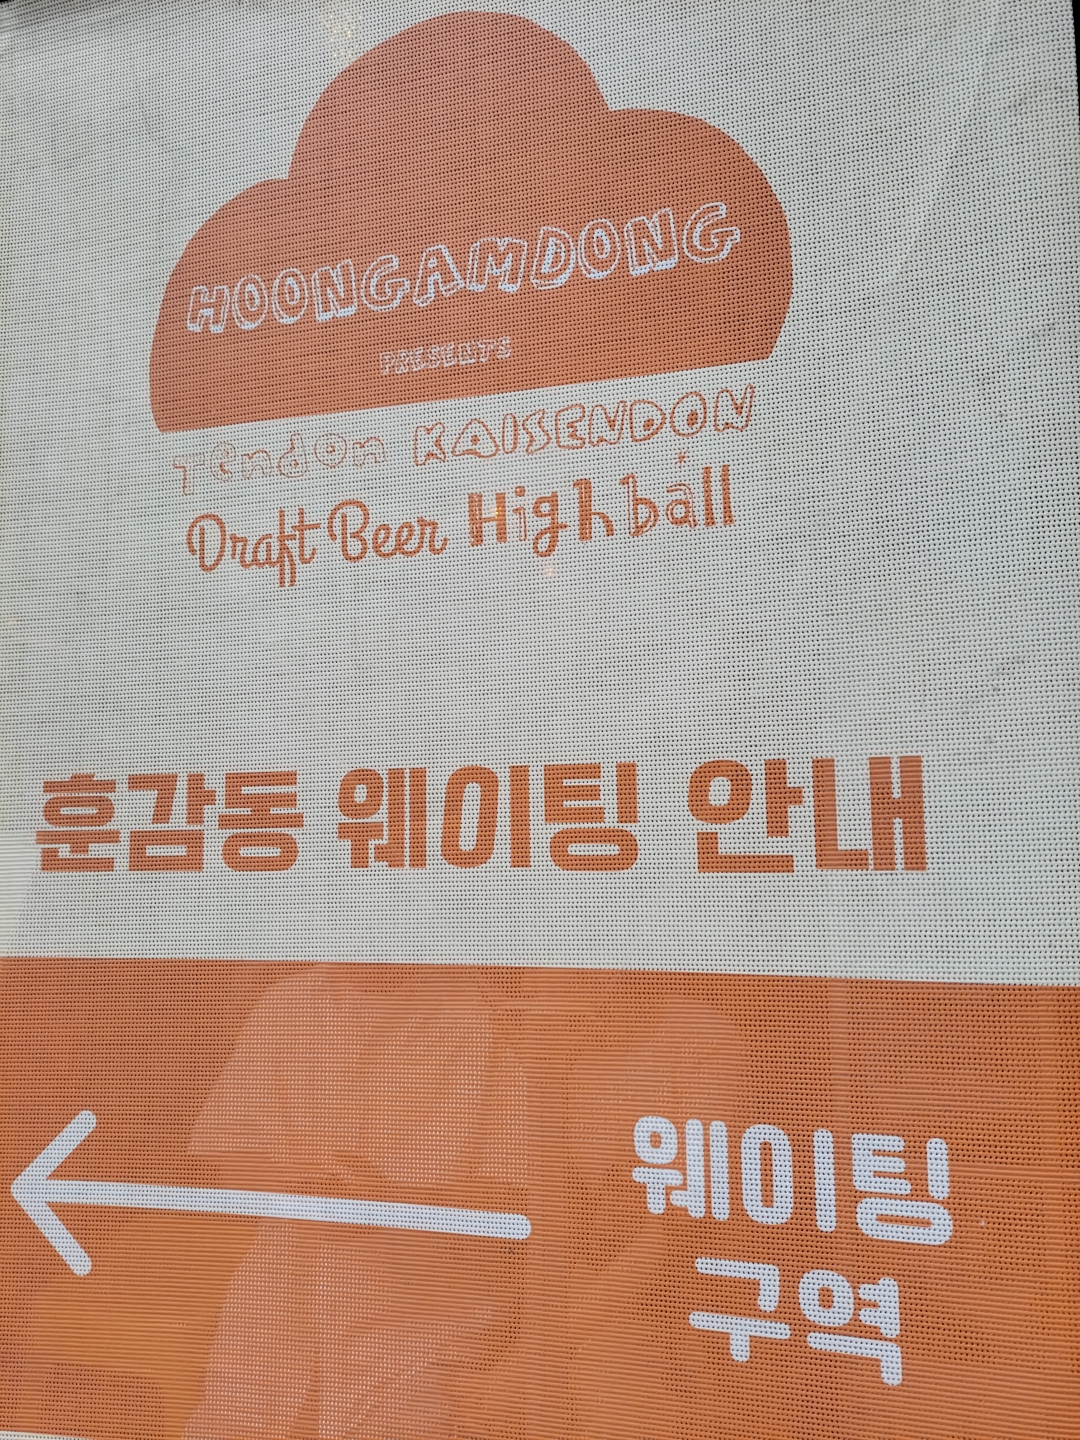 HOONGAMDONG
PRESENTS
Tendon KAISENDON
Draft Beer Highball
훈감동 웨이팅 안내
웨이팅
구역